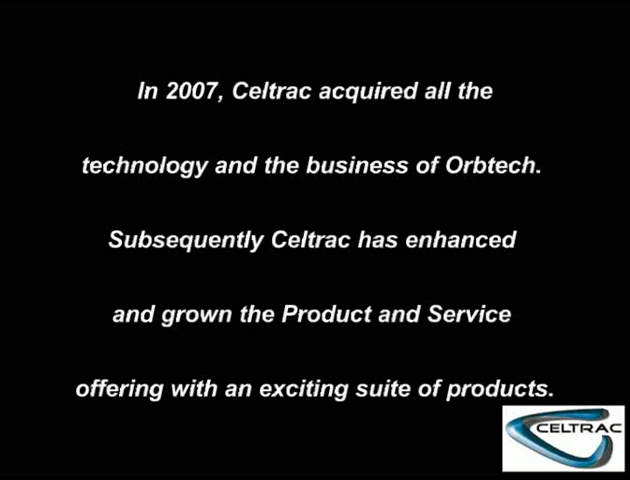 In 2007, Celtrac acquired all the
technology and the business of Orbtech.
Subsequently Celtrac has enhanced
and grown the Product and Service
offering with an exciting suite of products.
CELTRAC